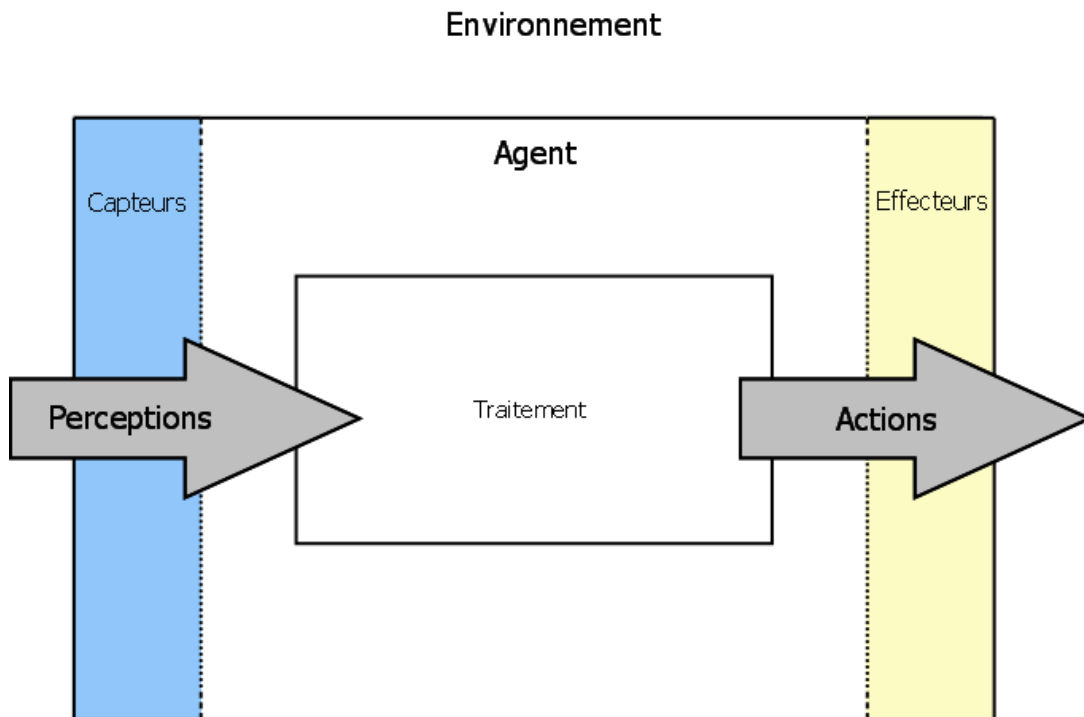 Environnement
Agent
Capteurs
Effecteurs
Perceptions
Traitement
Actions